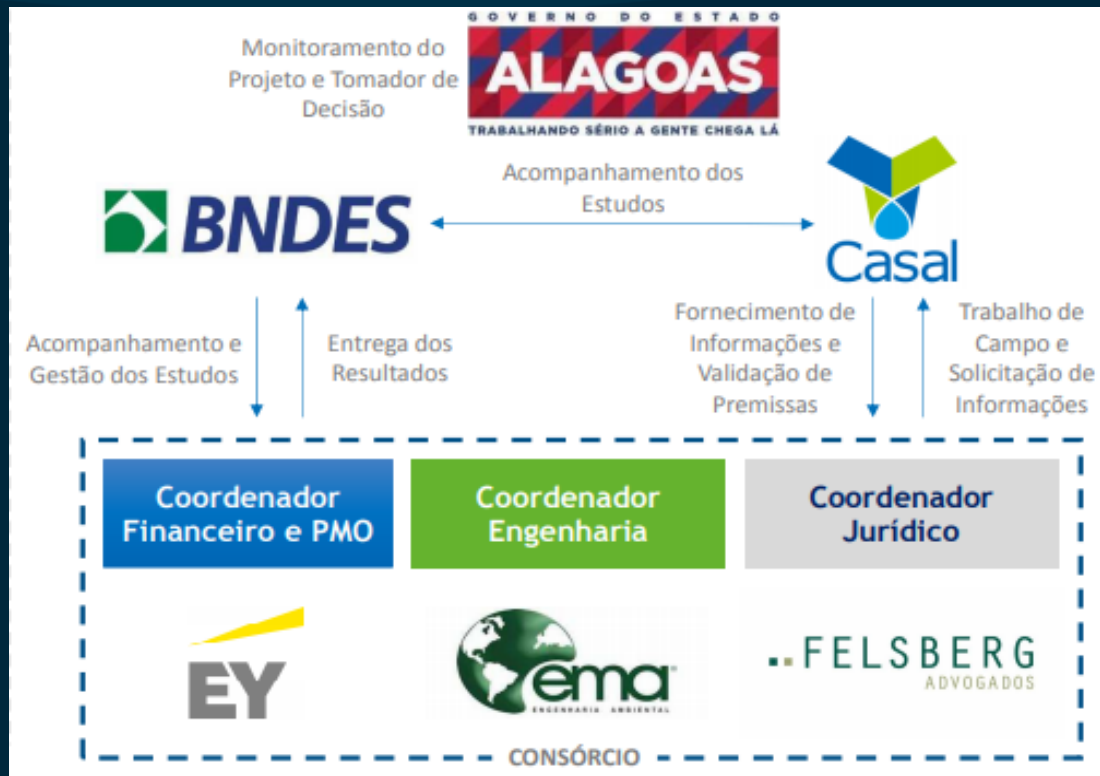 GOVERNO DO ESTADO
ALAGOAS
TRABALHANDO SÉRIO A GENTE CHEGA LÁ
Monitoramento do
Projeto e Tomador de
Decisão
Acompanhamento dos
Estudos
BNDES
Casal
Acompanhamento e
Gestão dos Estudos
Entrega dos
Resultados
Fornecimento de
Informações e
Validação de
Premissas
Trabalho de
Campo e
Solicitação de
Informações
Coordenador
Financeiro e PMO
Coordenador
Engenharia
Coordenador
Jurídico
EY
ema
ENGENHARIA AMBIENTAL
FELSBERG
ADVOGADOS
CONSÓRCIO